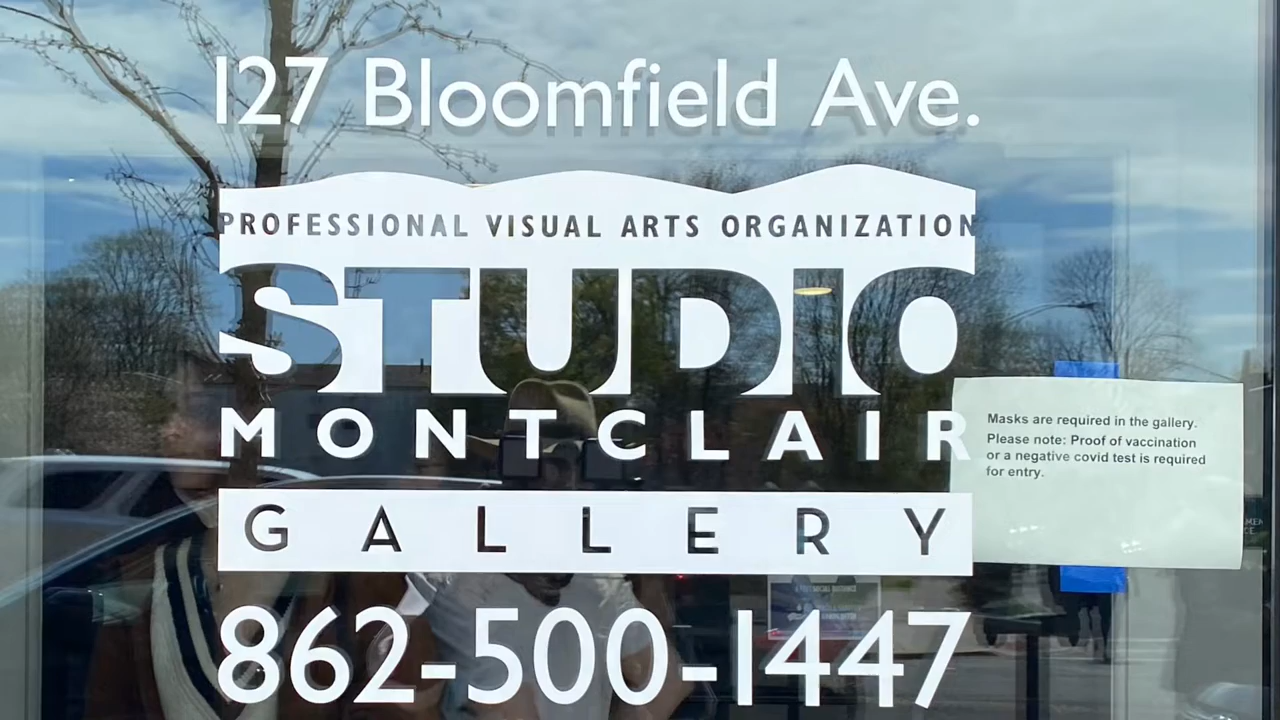 127 Bloomfield Ave.
PROFESSIONAL VISUAL ARTS ORGANIZATION
STUDIO
MONTCLAIR
GALLERY
862-500-1447
Masks are required in the gallery.
Please note: Proof of vaccination
or a negative covid test is required
for entry.